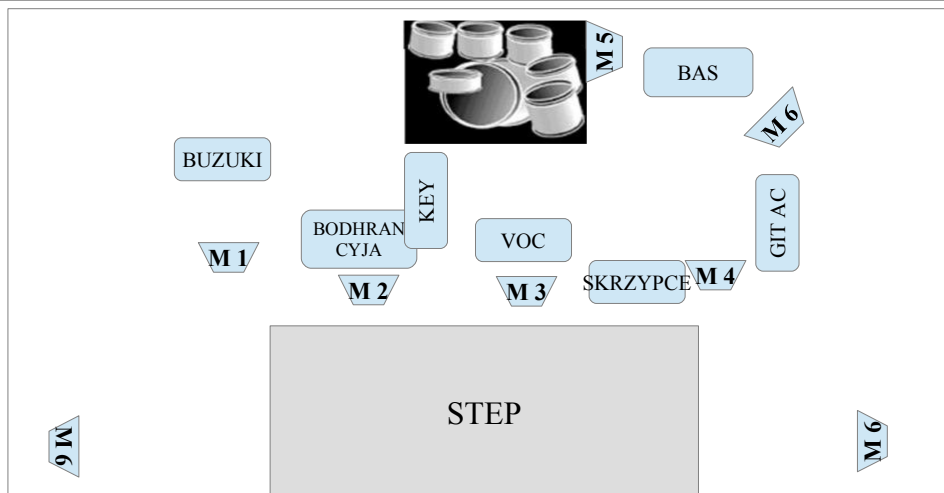 M 5
BAS
M 6
BUZUKI
KEY
GIT AC
BODHRAN
CYJA
VOC
M 1
M 2
M 3
SKRZYPCE
M 4
STEP
M 6
M 6